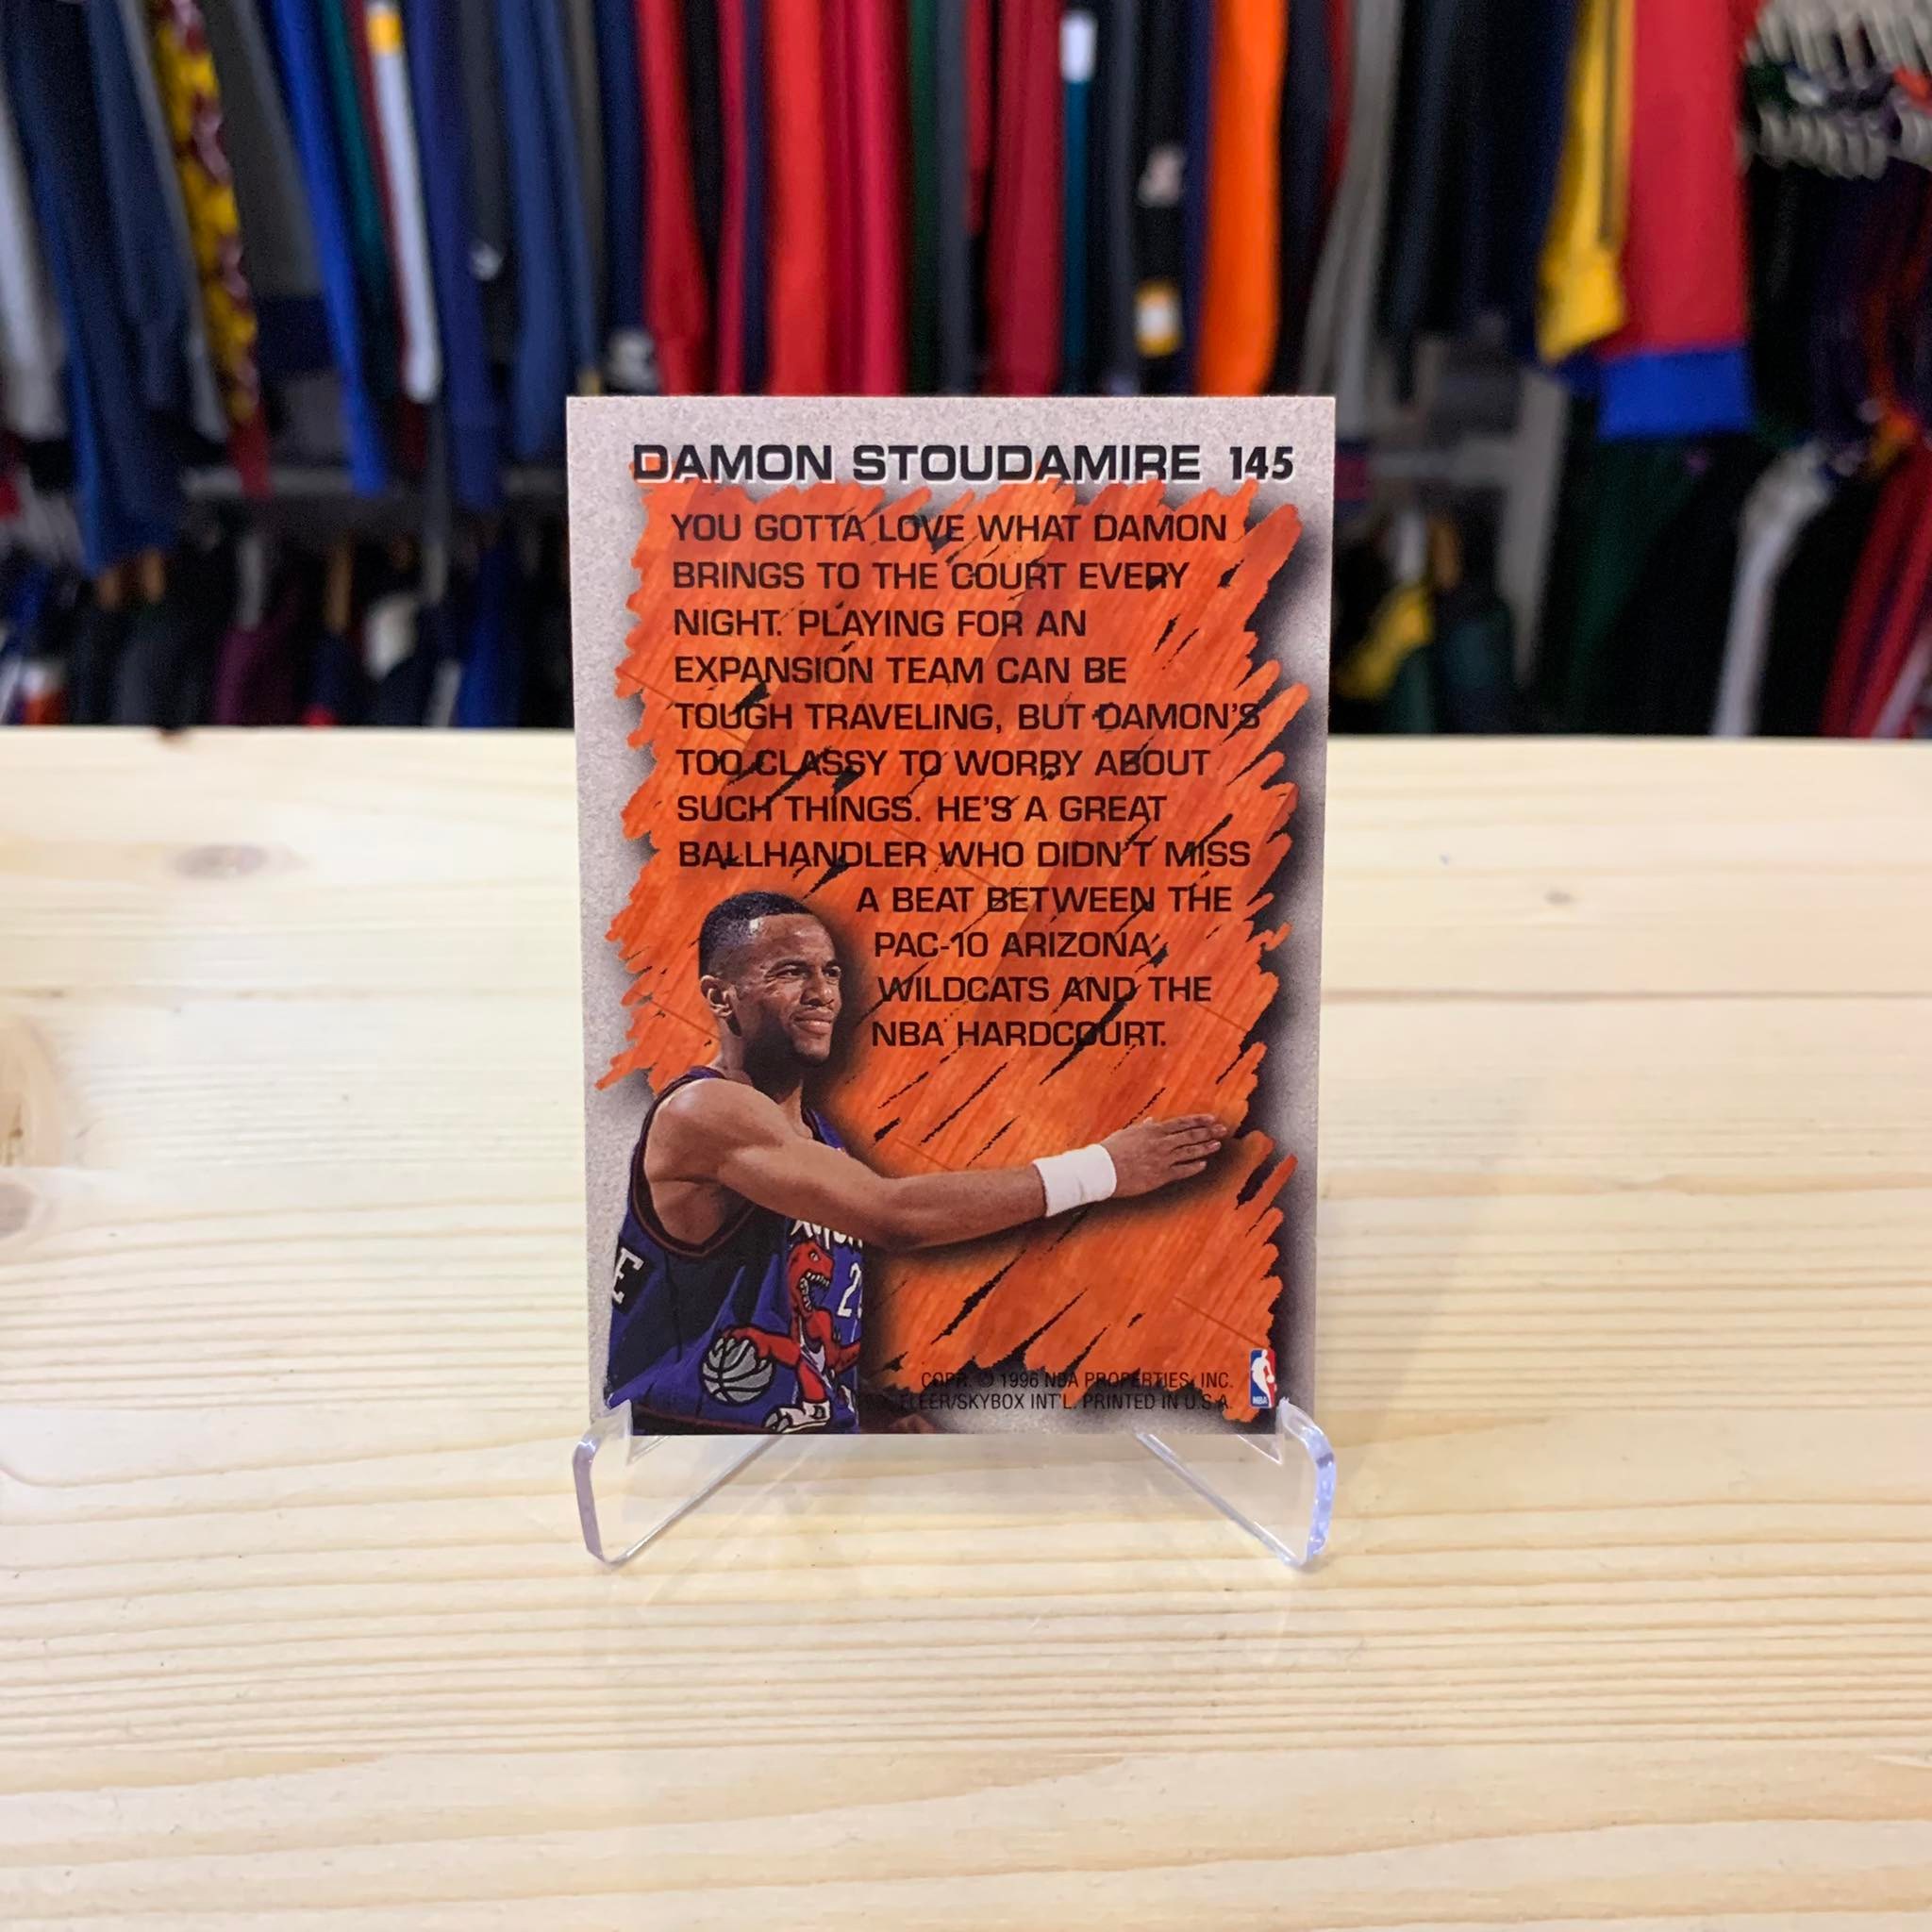 DAMON STOUDAMIRE 145
YOU GOTTA LOVE WHAT DAMON
BRINGS TO THE COURT EVERY
NIGHT. PLAYING FOR AN
EXPANSION TEAM CAN BE
TOUGH TRAVELING, BUT DAMON'S
TOO CLASSY TO WORRY ABOUT
SUCH THINGS. HE'S A GREAT
BALLHANDLER WHO DIDN'T MISS
A BEAT BETWEEN THE
PAC-10 ARIZONA
WILDCATS AND THE
NBA HARDCOURT.
E
2
COPR. © 1996 NBA PROPERTIES, INC.
FLEER/SKYBOX INT'L. PRINTED IN U.S.A.
NBA